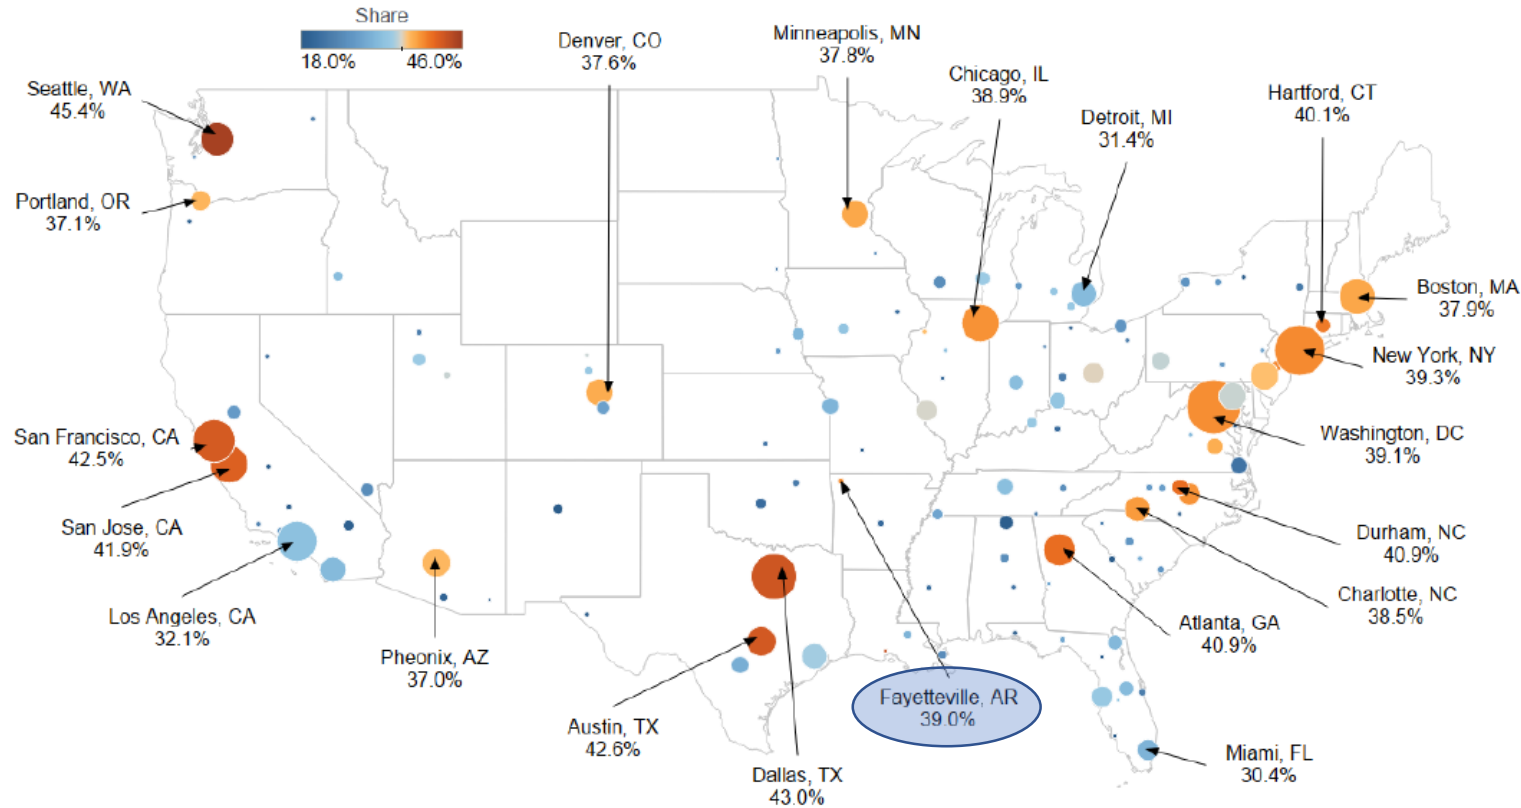 Share
18.0% 46.0%
Denver, CO
37.6%
Minneapolis, MN
37.8%
Chicago, IL
38.9%
Detroit, MI
31.4%
Hartford, CT
40.1%
Seattle, WA
45.4%
Portland, OR
37.1%
Boston, MA
37.9%
New York, NY
39.3%
Washington, DC
39.1%
San Francisco, CA
42.5%
San Jose, CA
41.9%
Los Angeles, CA
32.1%
Pheonix, AZ
37.0%
Austin, TX
42.6%
Dallas, TX
43.0%
Fayetteville, AR
39.0%
Durham, NC
40.9%
Charlotte, NC
38.5%
Atlanta, GA
40.9%
Miami, FL
30.4%